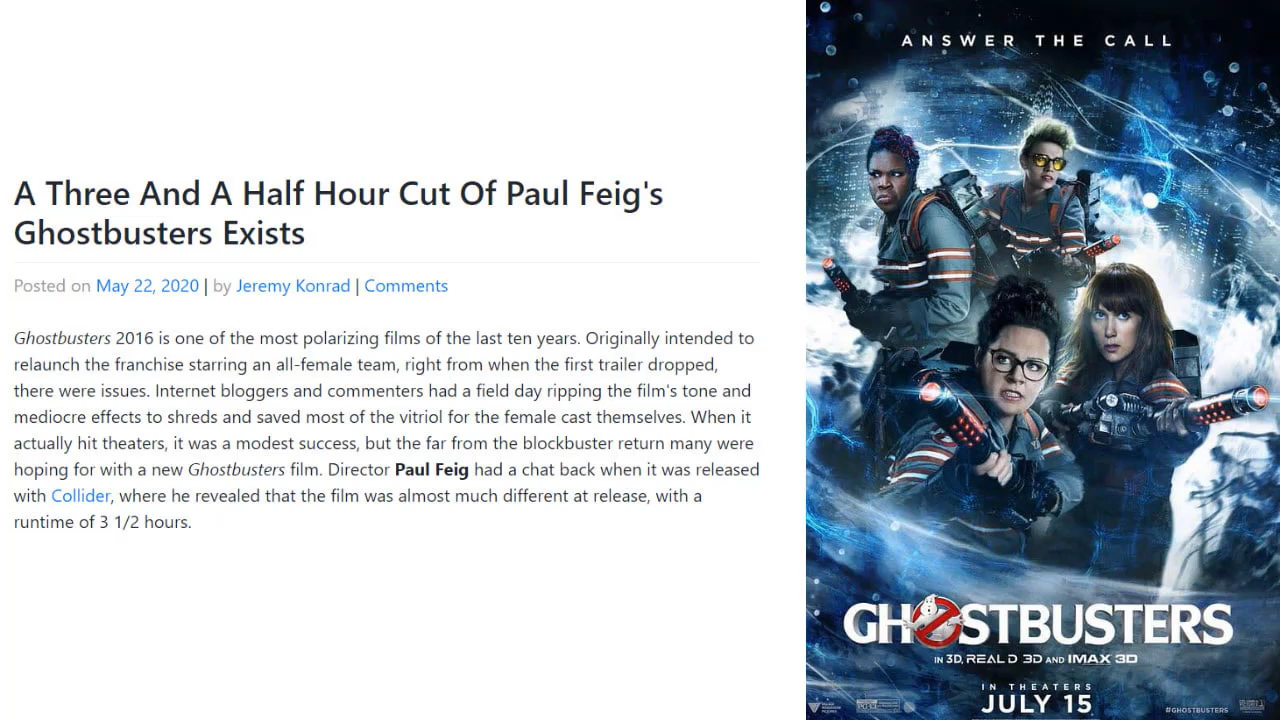 A Three And A Half Hour Cut Of Paul Feig's
Ghostbusters Exists
Posted on May 22, 2020 | by Jeremy Konrad | Comments
Ghostbusters 2016 is one of the most polarizing films of the last ten years. Originally intended to
relaunch the franchise starring an all-female team, right from when the first trailer dropped,
there were issues. Internet bloggers and commenters had a field day ripping the film's tone and
mediocre effects to shreds and saved most of the vitriol for the female cast themselves. When it
actually hit theaters, it was a modest success, but the far from the blockbuster return many were
hoping for with a new Ghostbusters film. Director Paul Feig had a chat back when it was released
with Collider, where he revealed that the film was almost much different at release, with a
runtime of 3 1/2 hours.
ANSWER THE CALL
GHOSTBUSTERS
IN 3D, REAL D 3D AND IMAX 3D
IN THEATERS
JULY 15
#GHOSTBUSTERS